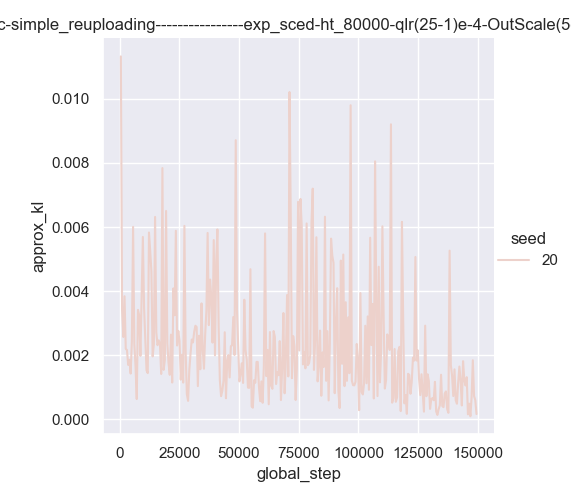 c-simple_reuploading----------------exp_sced-ht_80000-qlr(25-1)e-4-OutScale(5
0.010
0.008
0.006
0.004
0.002
0.000
approx_kl
0 25000 50000 75000 100000 125000 150000
global_step
seed
20